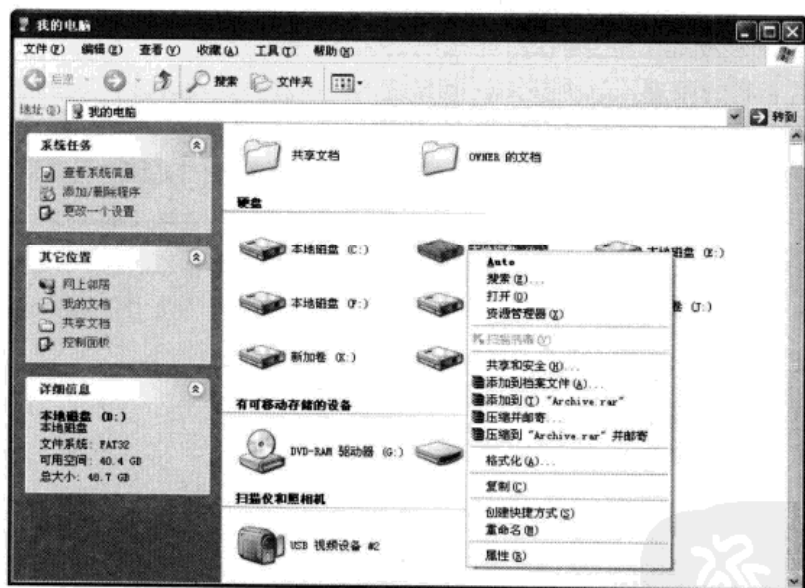 我的电脑
文件(F) 编辑(E) 查看(V) 收藏(A) 工具(T) 帮助(H)
后退 搜索 文件夹
地址(D) 我的电脑 转到
系统任务
查看系统信息
添加/删除程序
更改一个设置
其它位置
网上邻居
我的文档
共享文档
控制面板
详细信息
本地磁盘 (D:)
本地磁盘
文件系统: FAT32
可用空间: 40.4 GB
总大小: 48.7 GB
共享文档 OWNER 的文档
硬盘
本地磁盘 (C:)
本地磁盘 (E:)
本地磁盘 (F:)
(J:)
新加卷 (K:)
有可移动存储的设备
DVD-RAM 驱动器 (G:)
扫描仪和照相机
USB 视频设备 #2
Auto
搜索(E)...
打开(O)
资源管理器(X)
扫描病毒(V)
共享和安全(H)...
添加到档案文件(A)...
添加到(T) "Archive.rar"
压缩并邮寄...
压缩到 "Archive.rar" 并邮寄
格式化(A)...
复制(C)
创建快捷方式(S)
重命名(M)
属性(R)